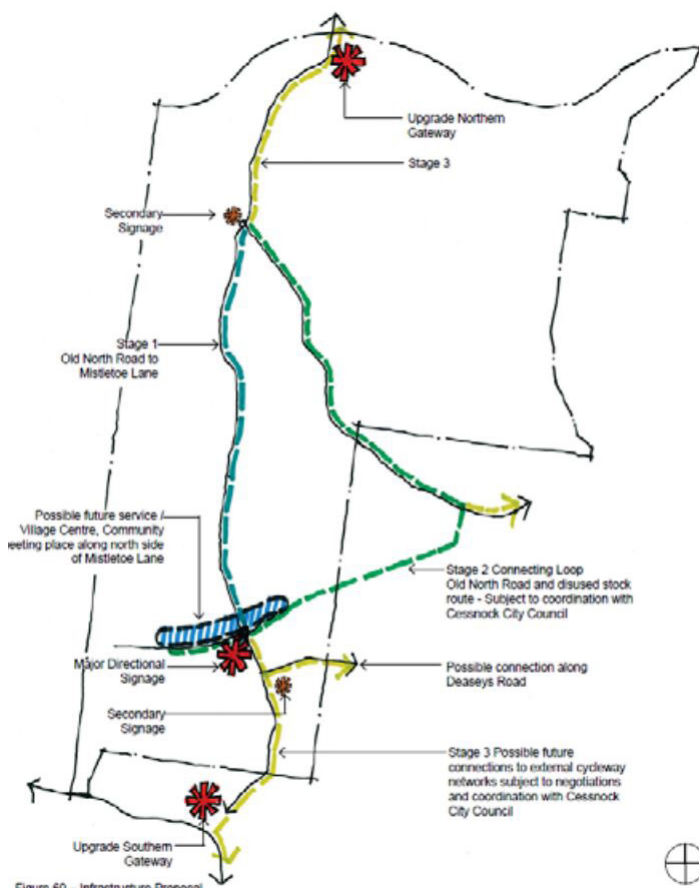 Upgrade Northern
Gateway
Stage 3
Secondary
Signage
Stage 1
Old North Road to
Mistletoe Lane
Possible future service /
Village Centre, Community
eeting place along north side
of Mistletoe Lane
Stage 2 Connecting Loop
Old North Road and disused stock
route - Subject to coordination with
Cessnock City Council
Major Directional
Signage
Possible connection along
Deaseys Road
Secondary
Signage
Stage 3 Possible future
connections to external cycleway
networks subject to negotiations
and coordination with Cessnock
City Council
Upgrade Southern
Gateway
Figure 60 - Infrastructure Proposal